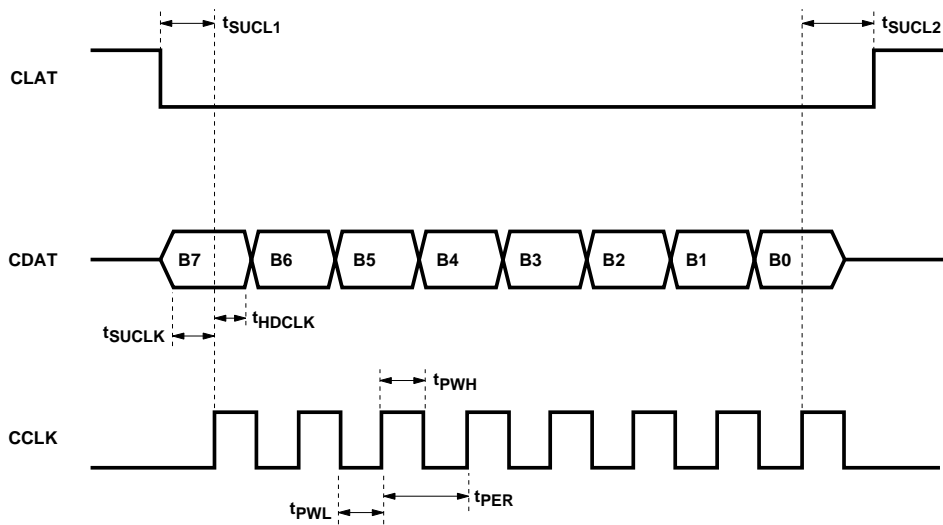 tSUCL1
tSUCL2
CLAT
CDAT
B7 B6 B5 B4 B3 B2 B1 B0
tSUCLK
tHDCLK
tPWH
CCLK
tPWL
tPER